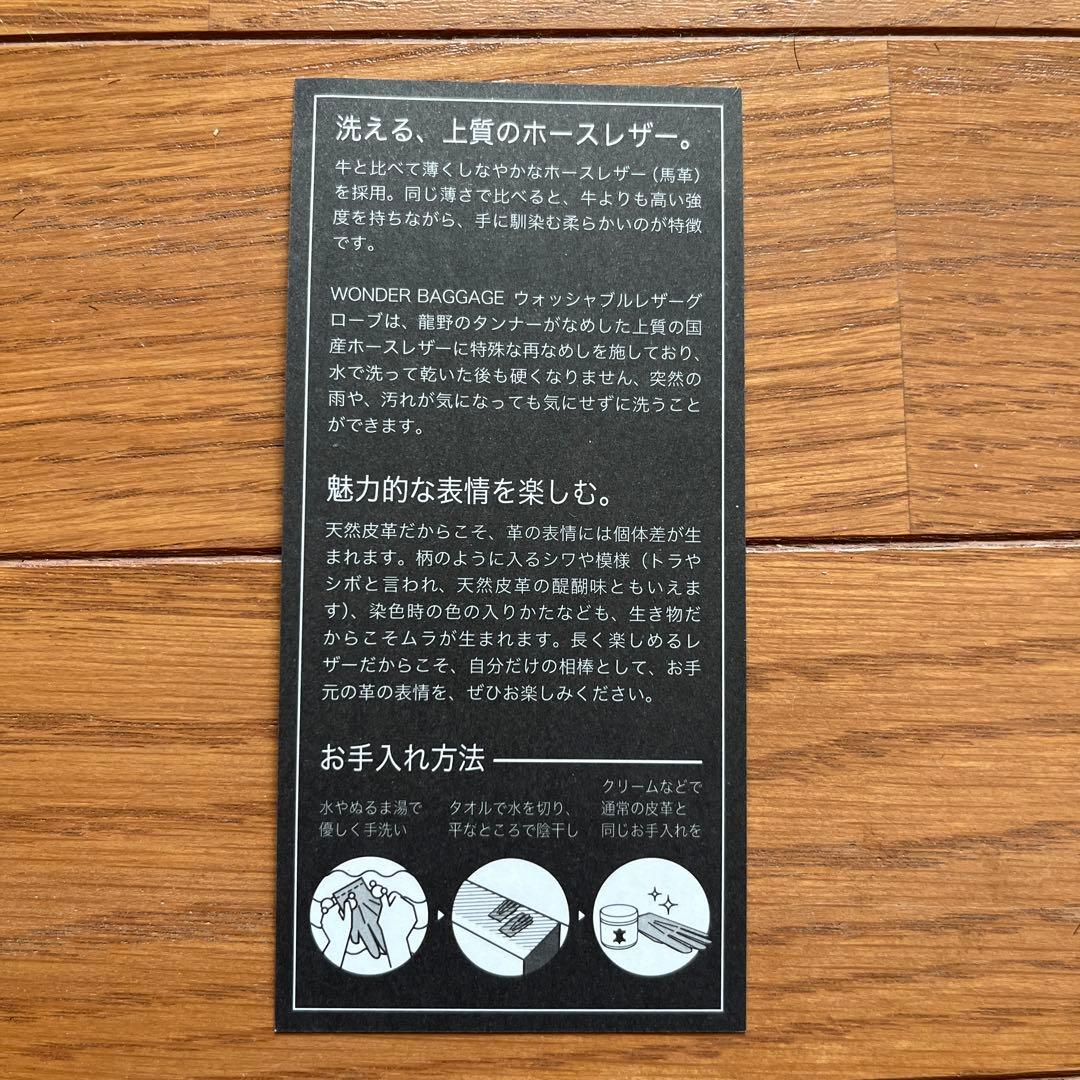 洗える、上質のホースレザー。
牛と比べて薄くしなやかなホースレザー（馬革）
を採用。同じ薄さで比べると、牛よりも高い強
度を持ちながら、手に馴染む柔らかいのが特徴
です。
WONDER BAGGAGE ウォッシャブルレザーグ
ローブは、龍野のタンナーがなめした上質の国
産ホースレザーに特殊な再なめしを施しており、
水で洗って乾いた後も硬くなりません、突然の
雨や、汚れが気になっても気にせずに洗うこと
ができます。
魅力的な表情を楽しむ。
天然皮革だからこそ、革の表情には個体差が生
まれます。柄のように入るシワや模様（トラや
シボと言われ、天然皮革の醍醐味ともいえま
す）、染色時の色の入りかたなども、生き物だ
からこそムラが生まれます。長く楽しめるレ
ザーだからこそ、自分だけの相棒として、お手
元の革の表情を、ぜひお楽しみください。
お手入れ方法
水やぬるま湯で
優しく手洗い
タオルで水を切り、
平なところで陰干し
クリームなどで
通常の皮革と
同じお手入れを